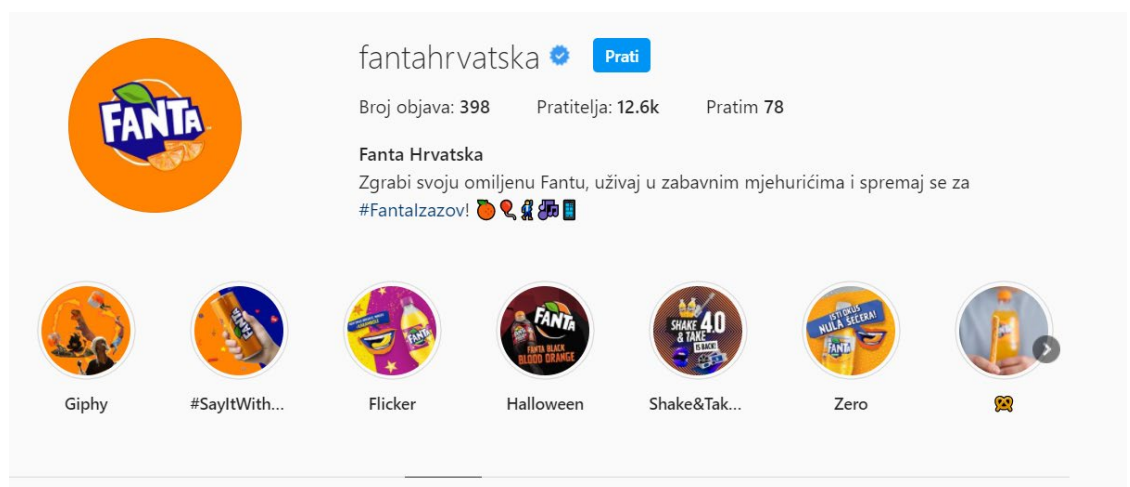 FANTA
fantahrvatska Prati
Broj objava: 398 Pratitelja: 12.6k Pratim 78
Fanta Hrvatska
Zgrabi svoju omiljenu Fantu, uživaj u zabavnim mjehurićima i spremaj se za
#FantaIzazov!
FANTA
FANTA
FANTA BLACK
BLOOD ORANGE
SHAKE & TAKE 4.0
IS BACK!
ISTI OKUS
NULA ŠEĆERA!
FANTA
Giphy #SayItWith... Flicker Halloween Shake&Tak... Zero